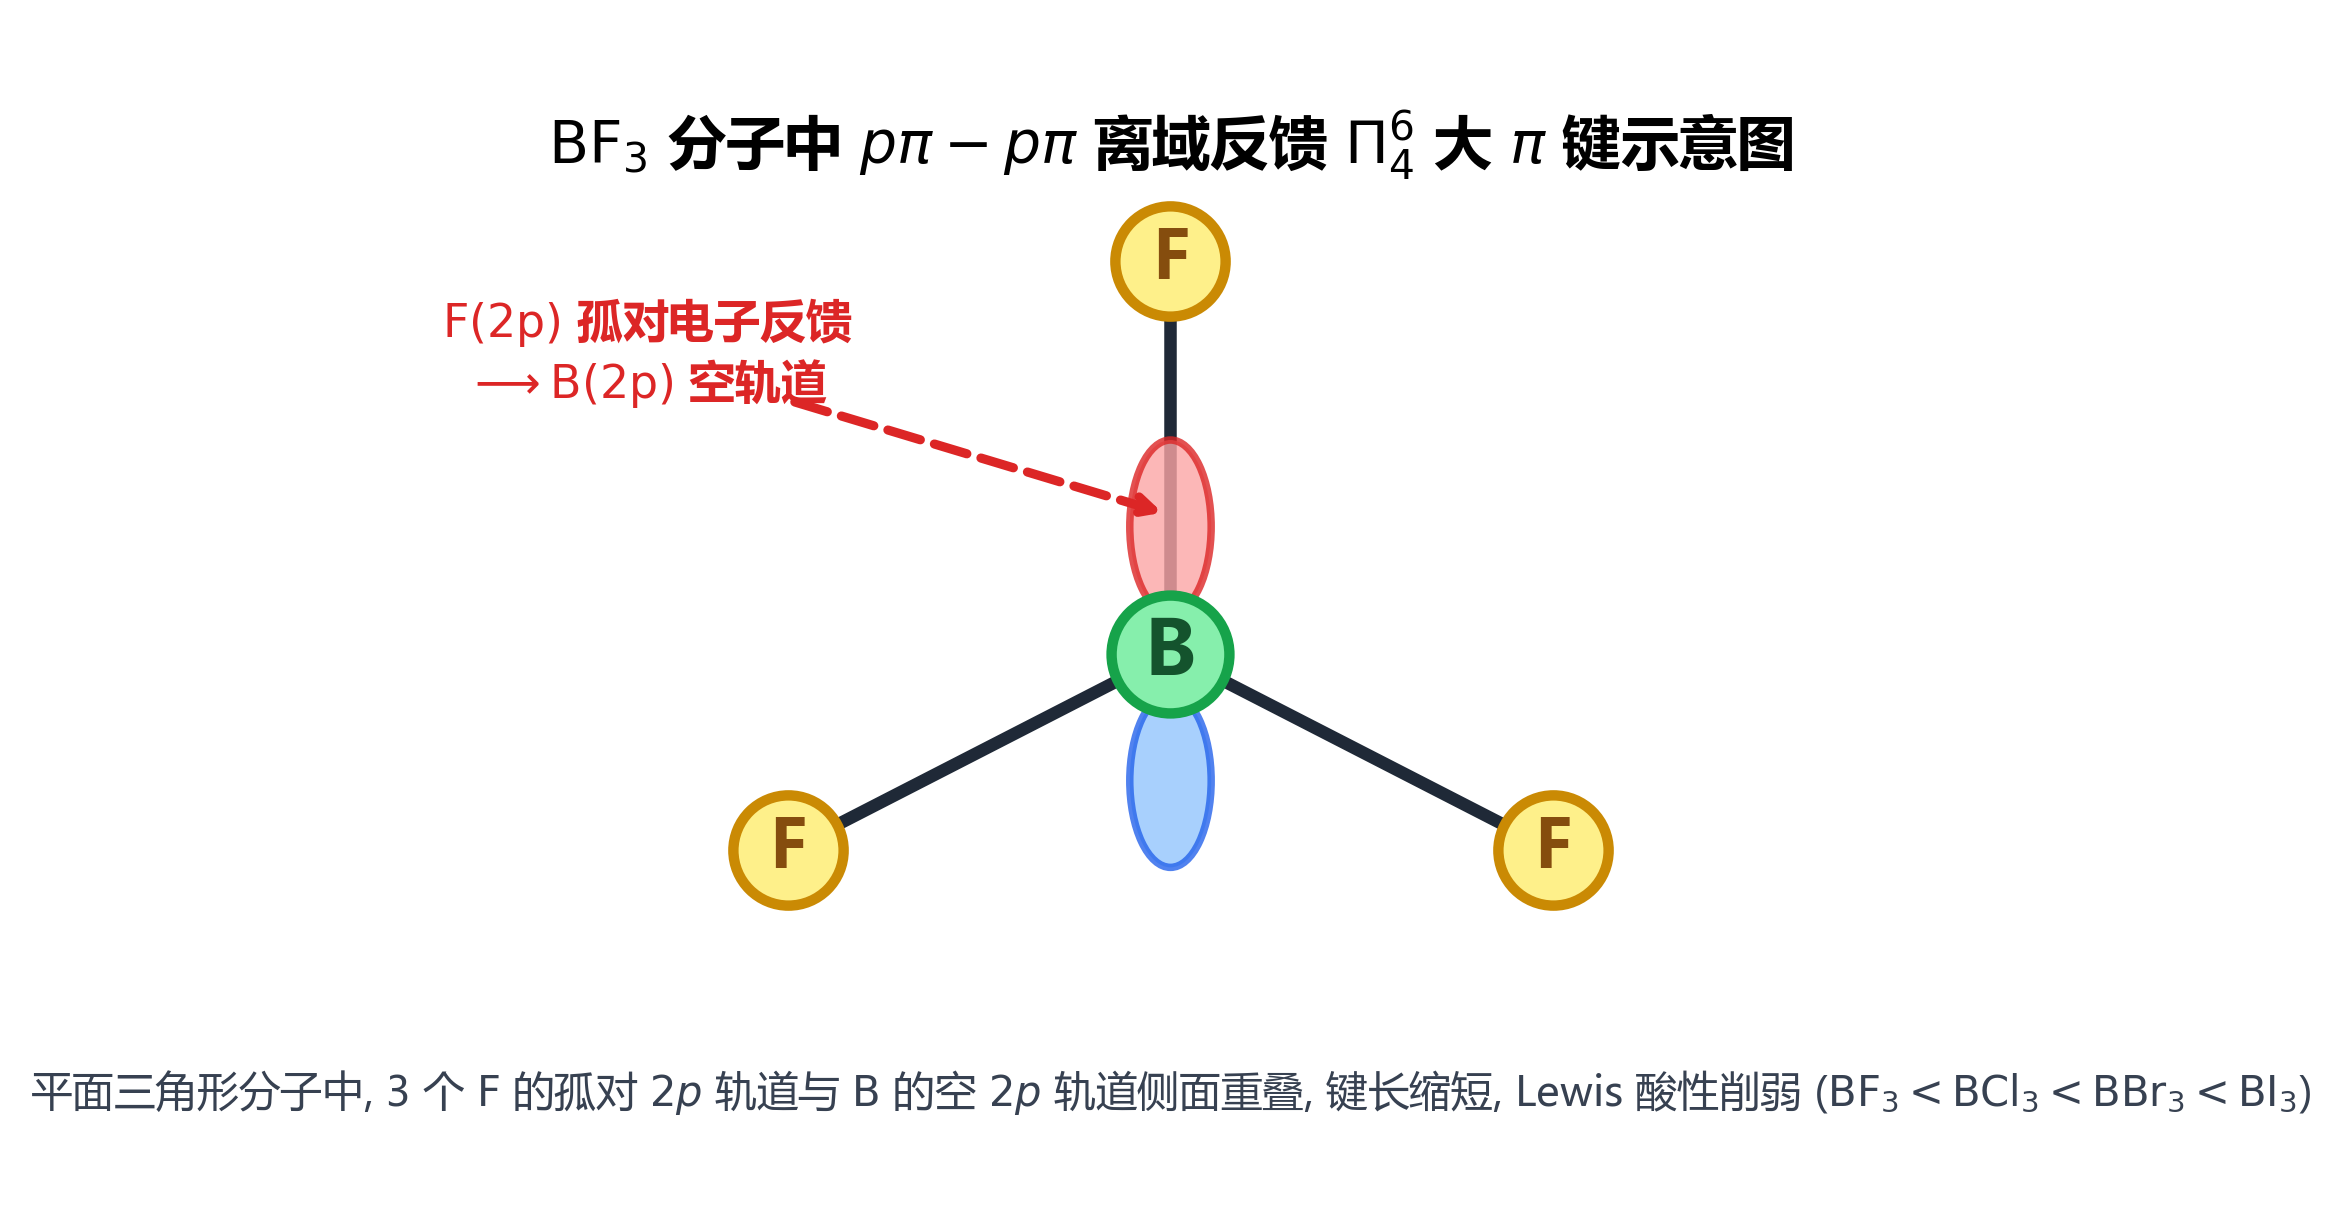 BF₃ 分子中 pπ − pπ 离域反馈 Π₄⁶ 大 π 键示意图
F
F(2p) 孤对电子反馈
⟶ B(2p) 空轨道
B
F
F
平面三角形分子中, 3 个 F 的孤对 2p 轨道与 B 的空 2p 轨道侧面重叠, 键长缩短, Lewis 酸性削弱 (BF₃ < BCl₃ < BBr₃ < BI₃)